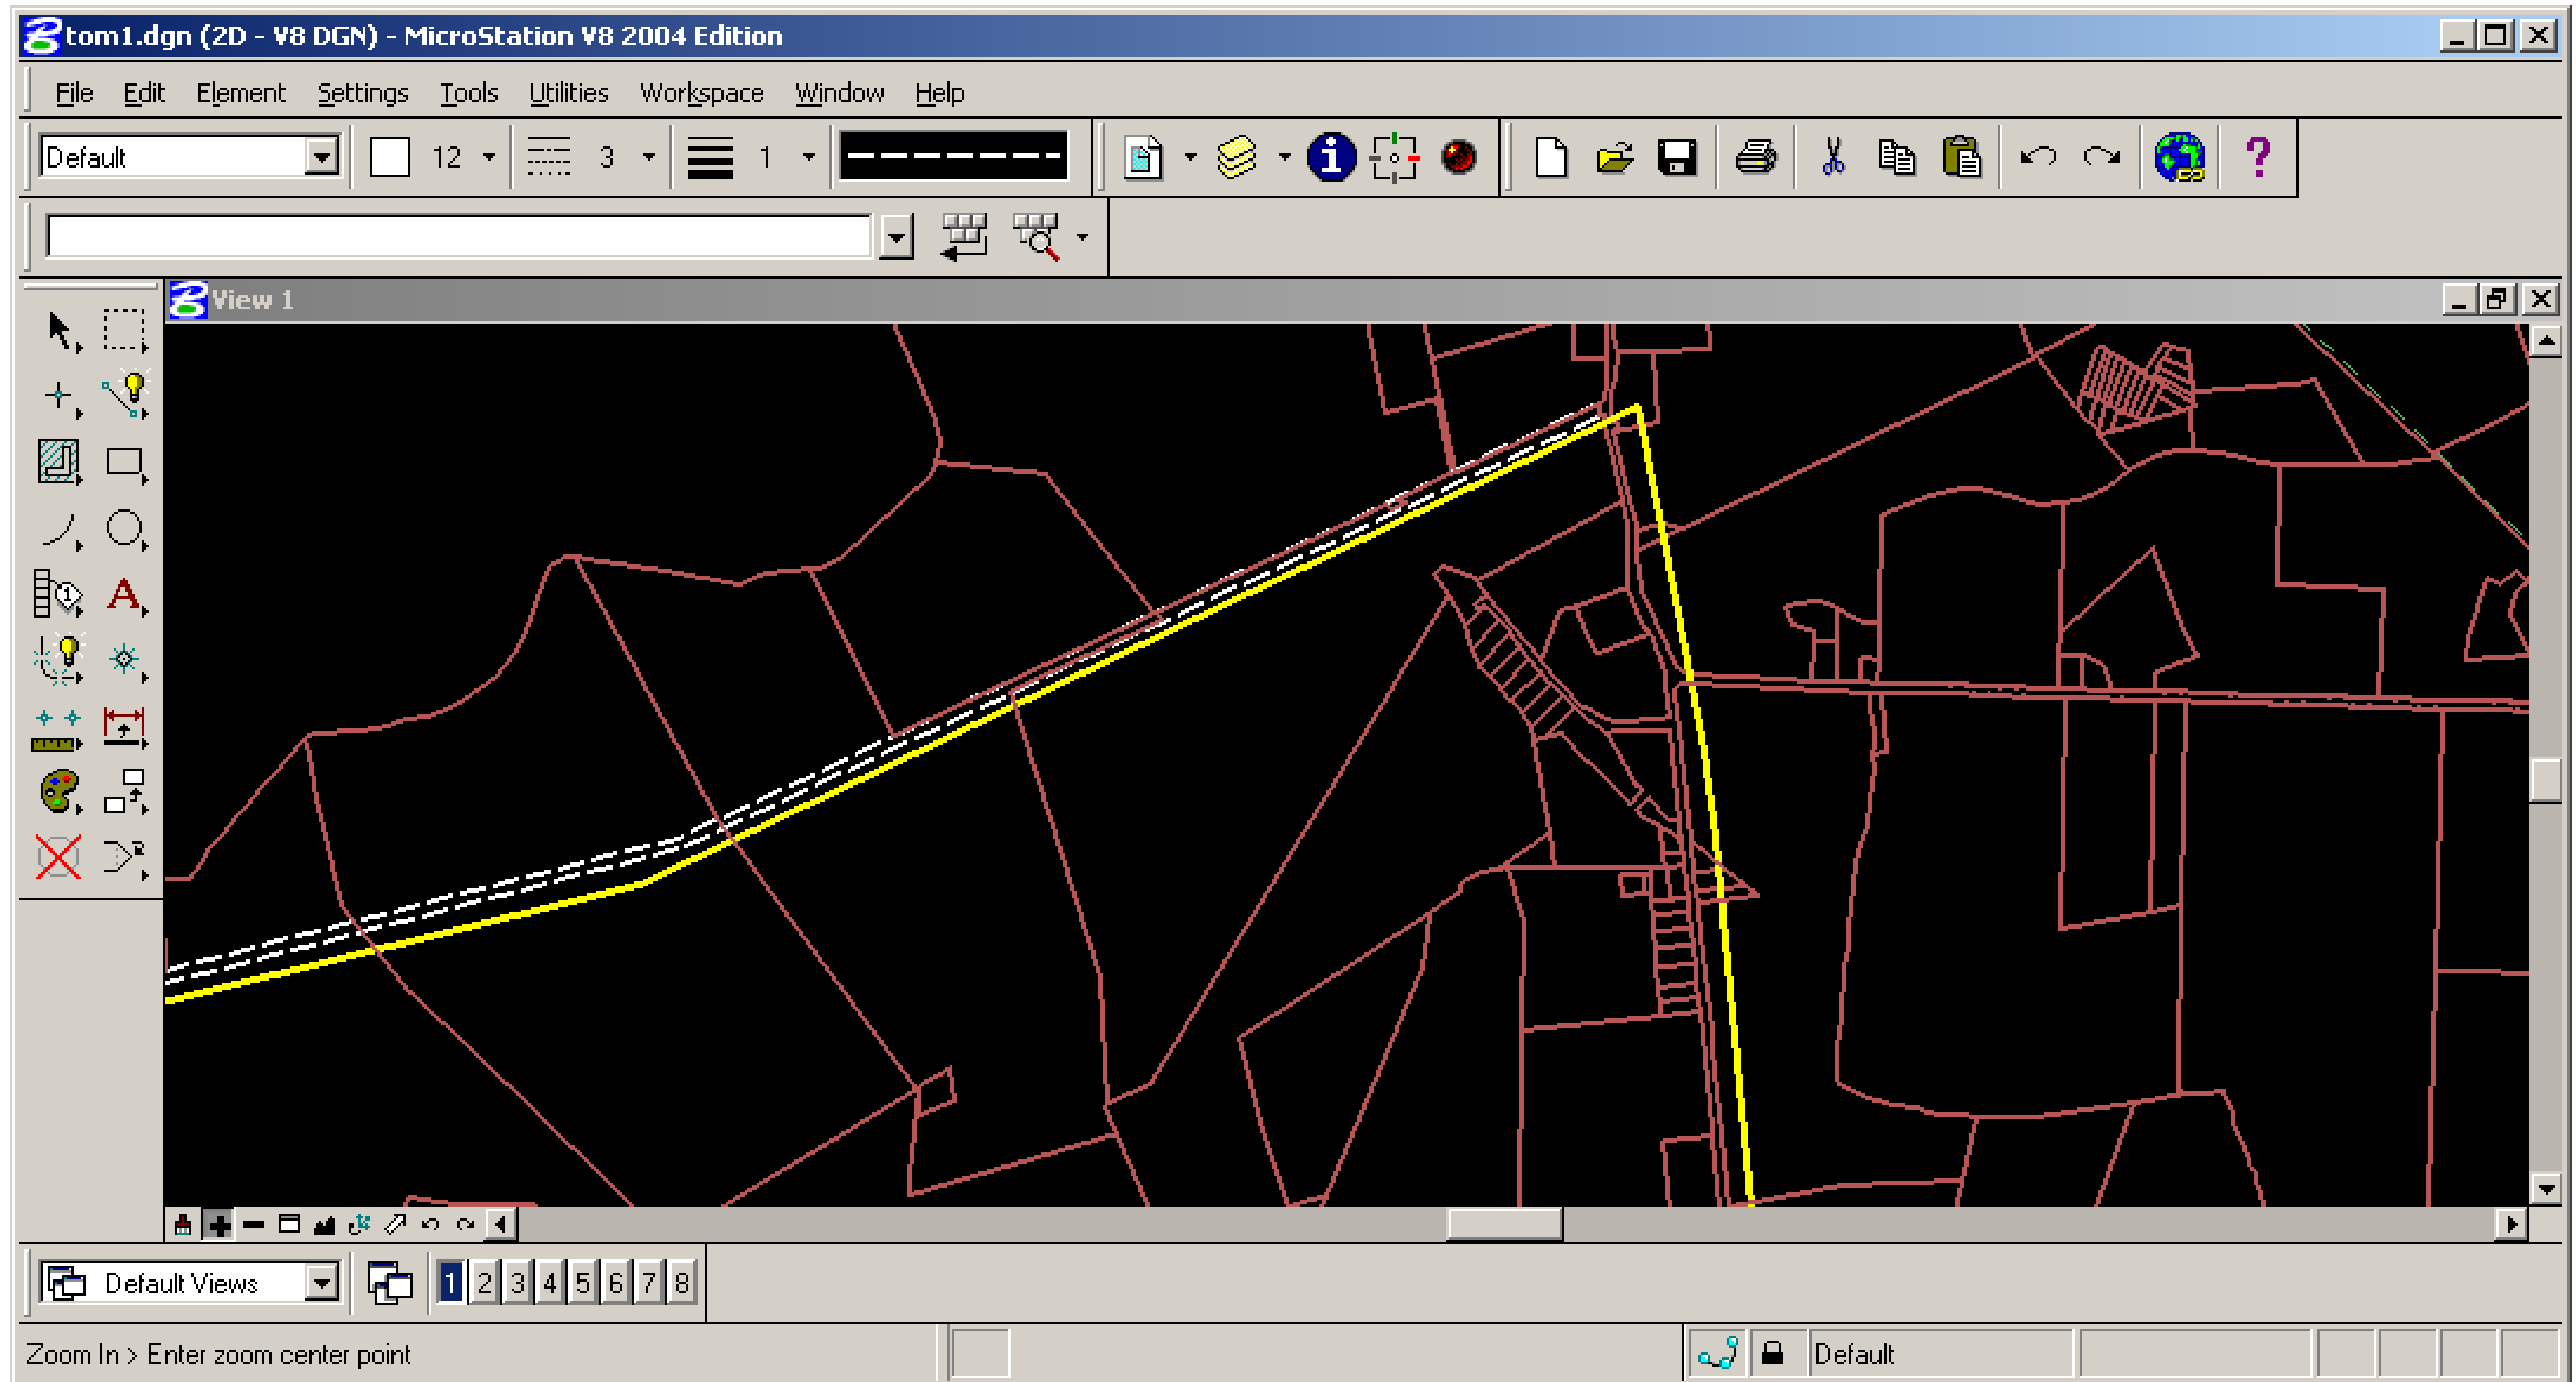 tom1.dgn (2D - V8 DGN) - MicroStation V8 2004 Edition
File Edit Element Settings Tools Utilities Workspace Window Help
Default 12 3 1
View 1
Default Views 1 2 3 4 5 6 7 8
Zoom In > Enter zoom center point Default